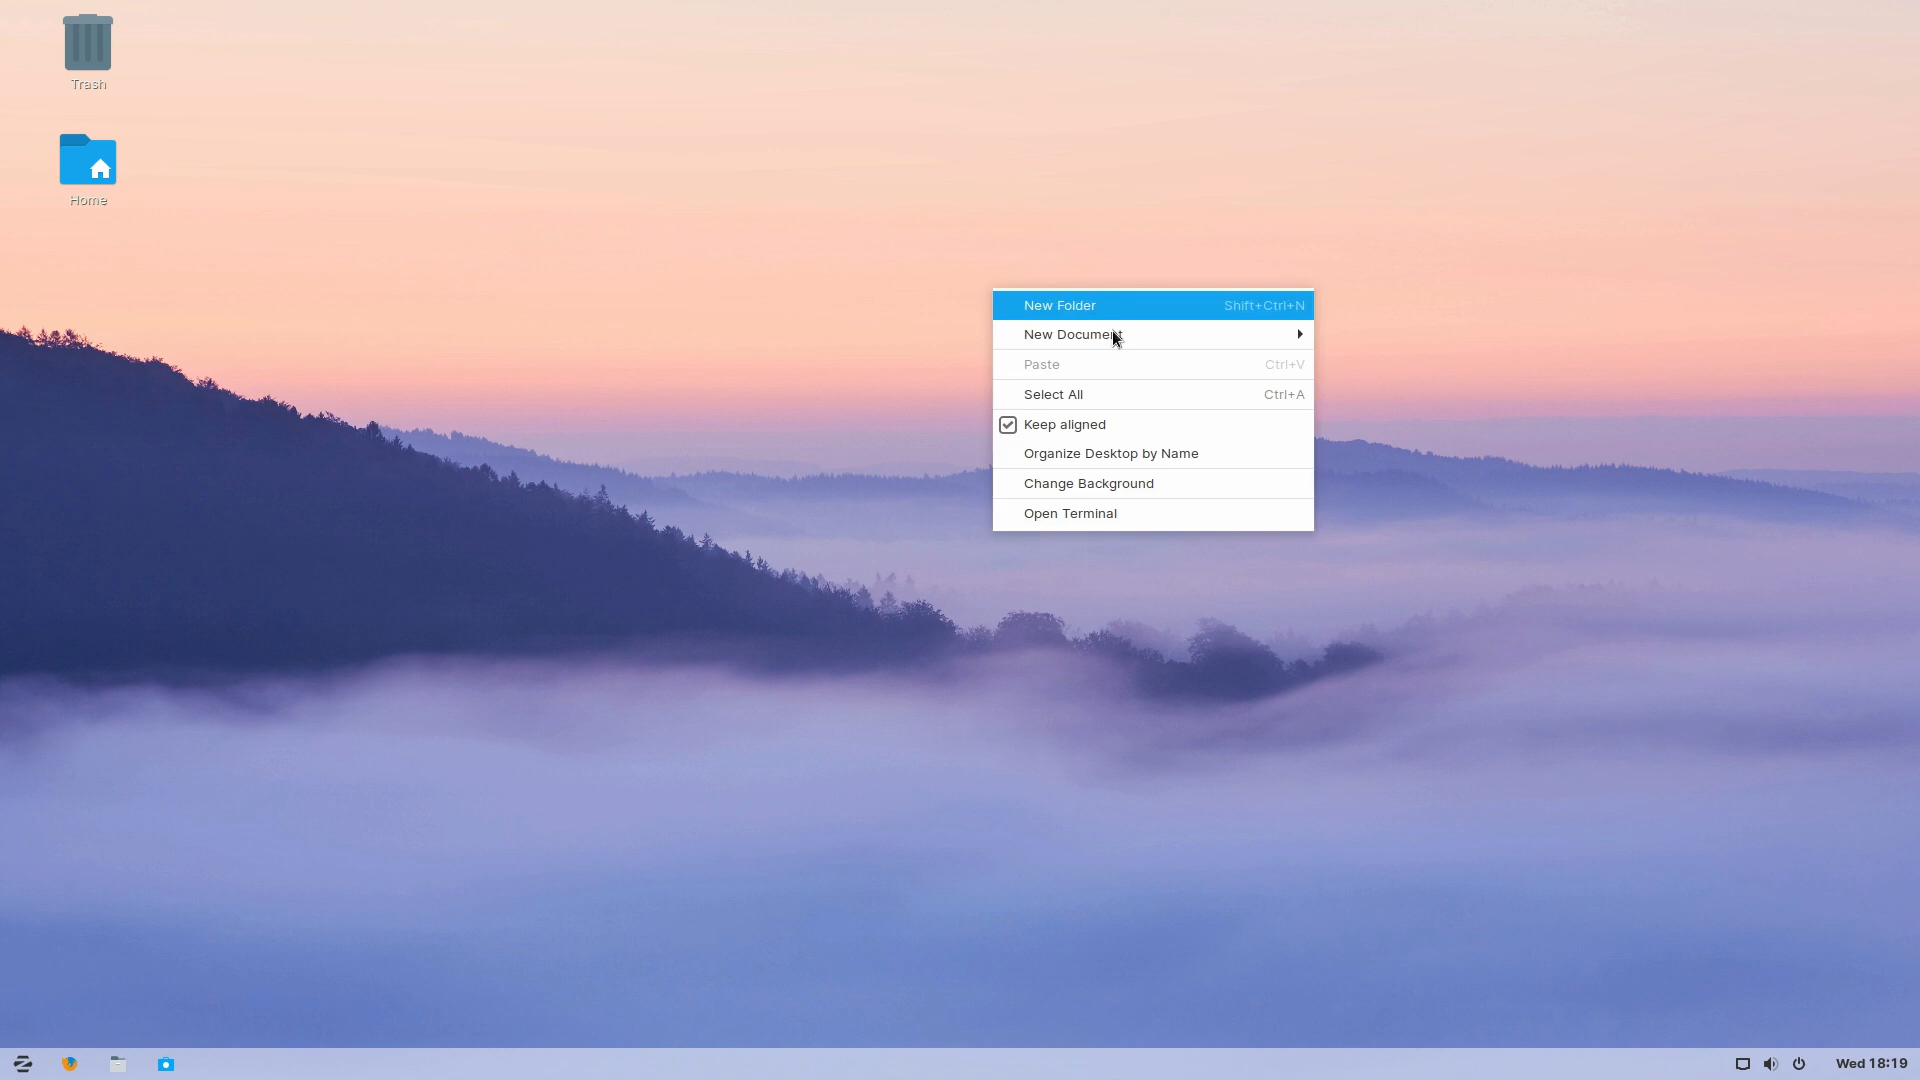 Trash
Home
New Folder Shift+Ctrl+N
New Document
Paste Ctrl+V
Select All Ctrl+A
Keep aligned
Organize Desktop by Name
Change Background
Open Terminal
Wed 18:19